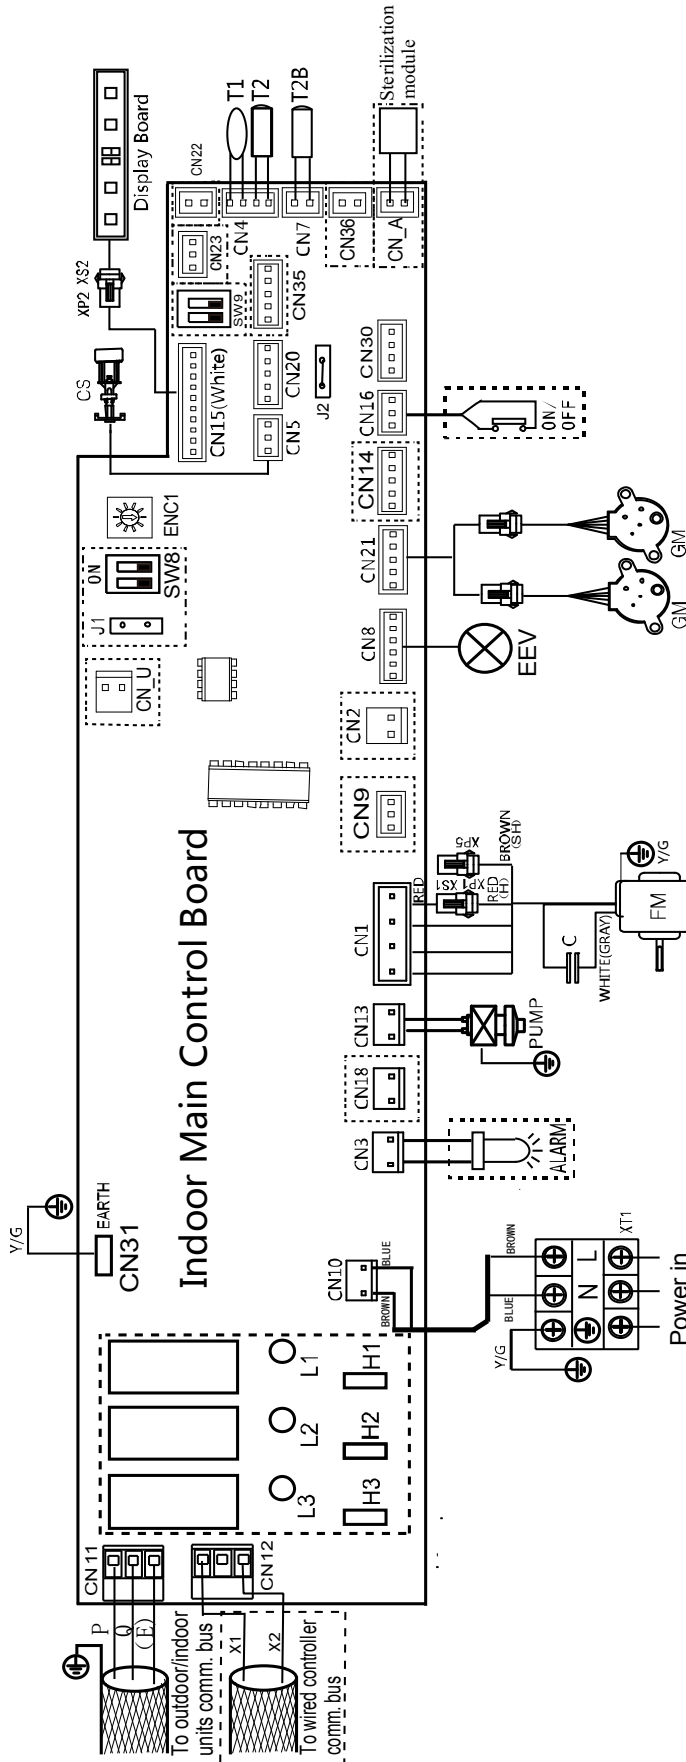 Sterilization
module
T1
T2
T2B
CN22
CN4
CN7
CN36
CN_A
CN23
SW9
CN35
Display Board
XP2 XS2
CS
CN15(White)
CN20
CN5
J2
CN30
CN16
CN14
CN21
CN8
ON/
OFF
GM
GM
EEV
ENC1
ON
SW8
J1
CN_U
CN2
CN9
Indoor Main Control Board
CN1
RED
XP5
XP1 XS1
RED
(H)
BROWN
(SH)
Y/G
C
WHITE(GRAY)
FM
CN13
PUMP
CN18
CN3
ALARM
Y/G
EARTH
CN31
CN10
BLUE
BROWN
BROWN
BLUE
Y/G
L
N
XT1
Power in
L1
L2
L3
H1
H2
H3
CN11
CN12
P
Q
(E)
To outdoor/indoor
units comm. bus
X1
X2
To wired controller
comm. bus